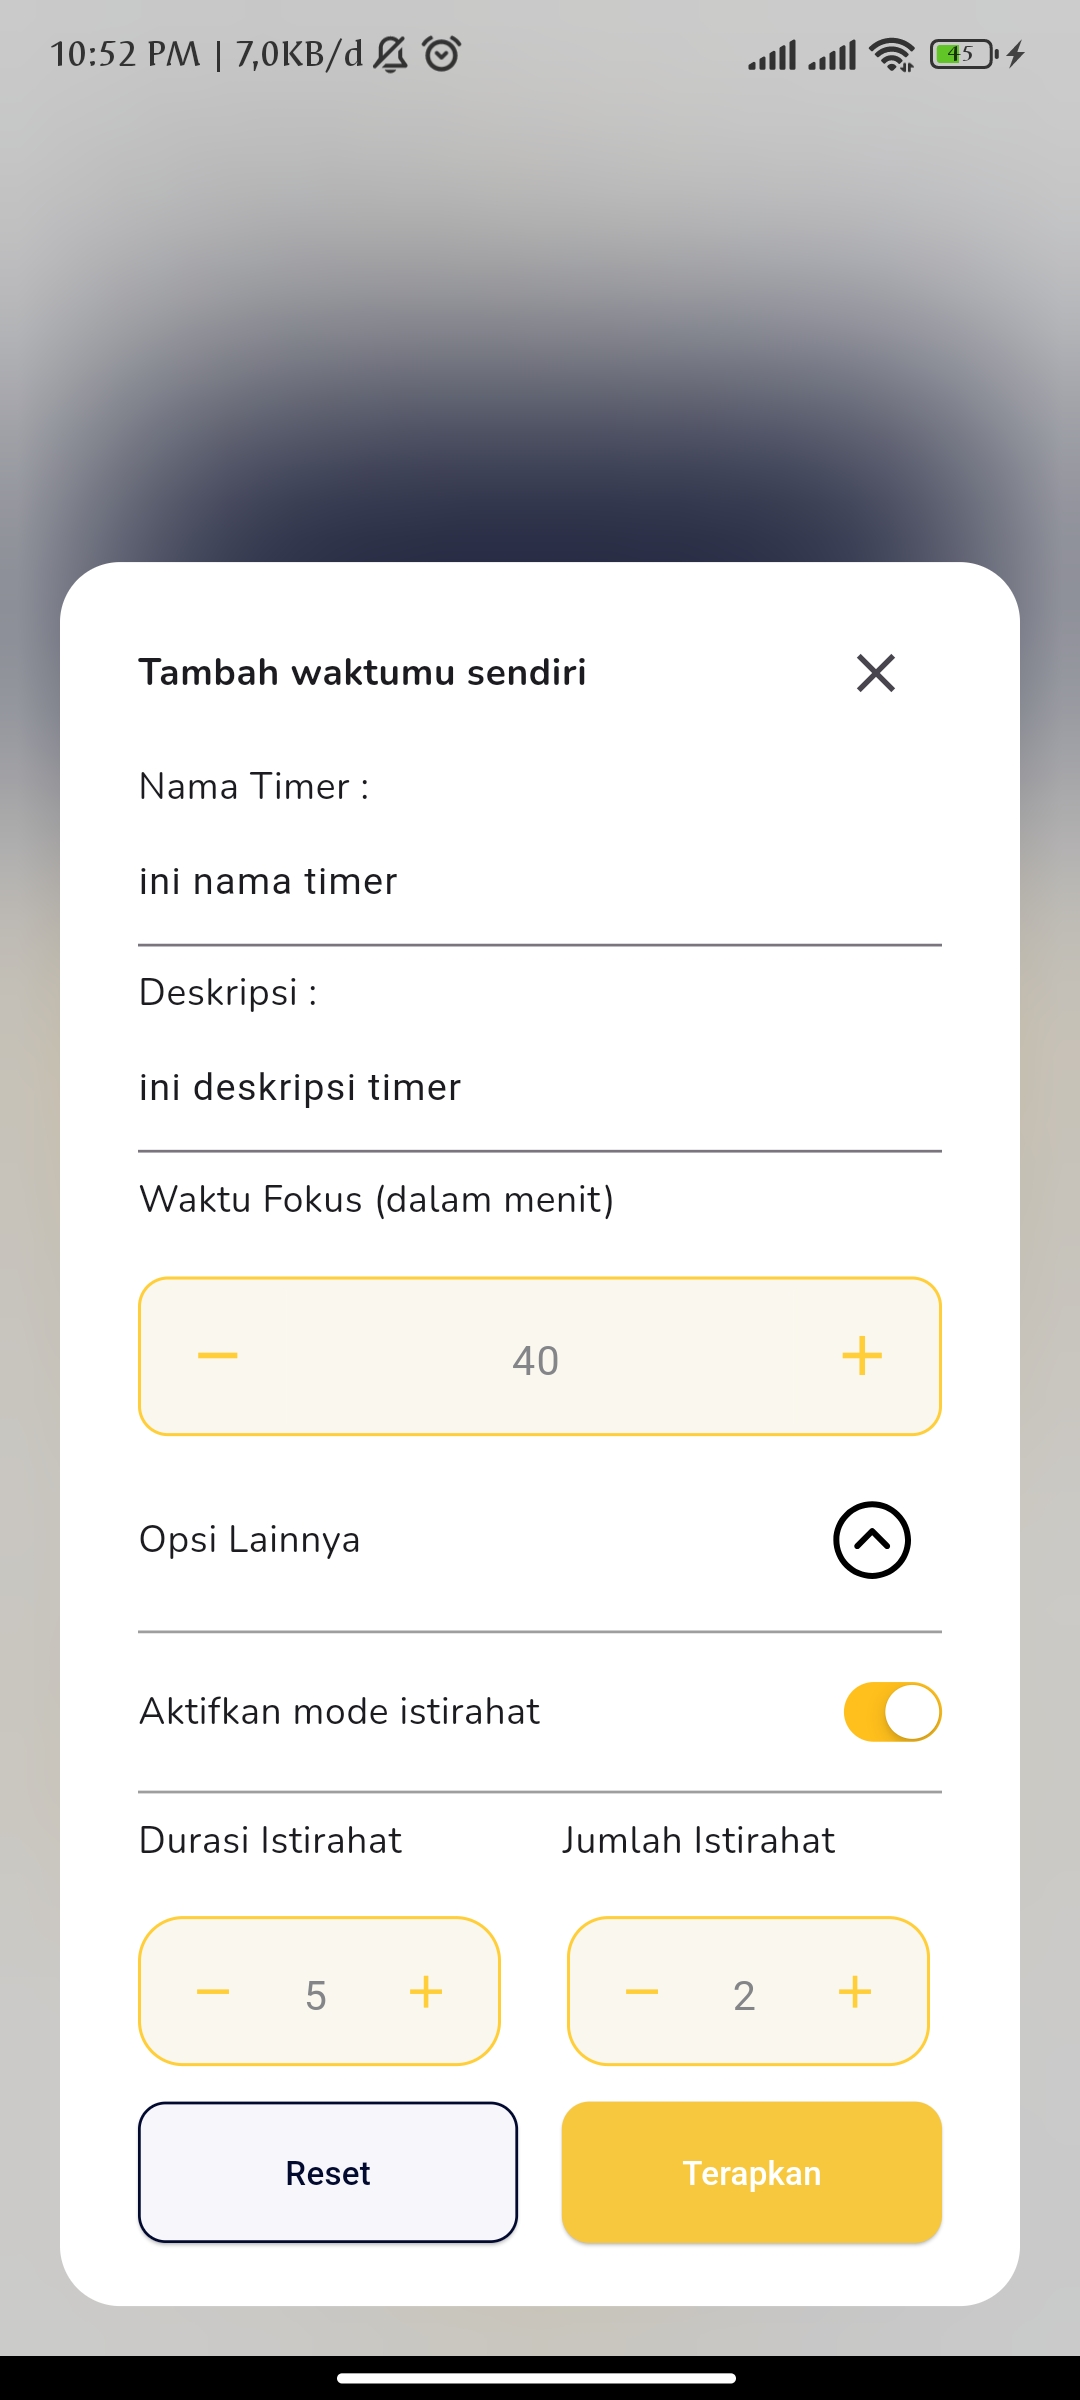 10:52 PM | 7,0KB/d 45
Tambah waktumu sendiri
Nama Timer :
ini nama timer
Deskripsi :
ini deskripsi timer
Waktu Fokus (dalam menit)
40
Opsi Lainnya
Aktifkan mode istirahat
Durasi Istirahat Jumlah Istirahat
5 2
Reset Terapkan